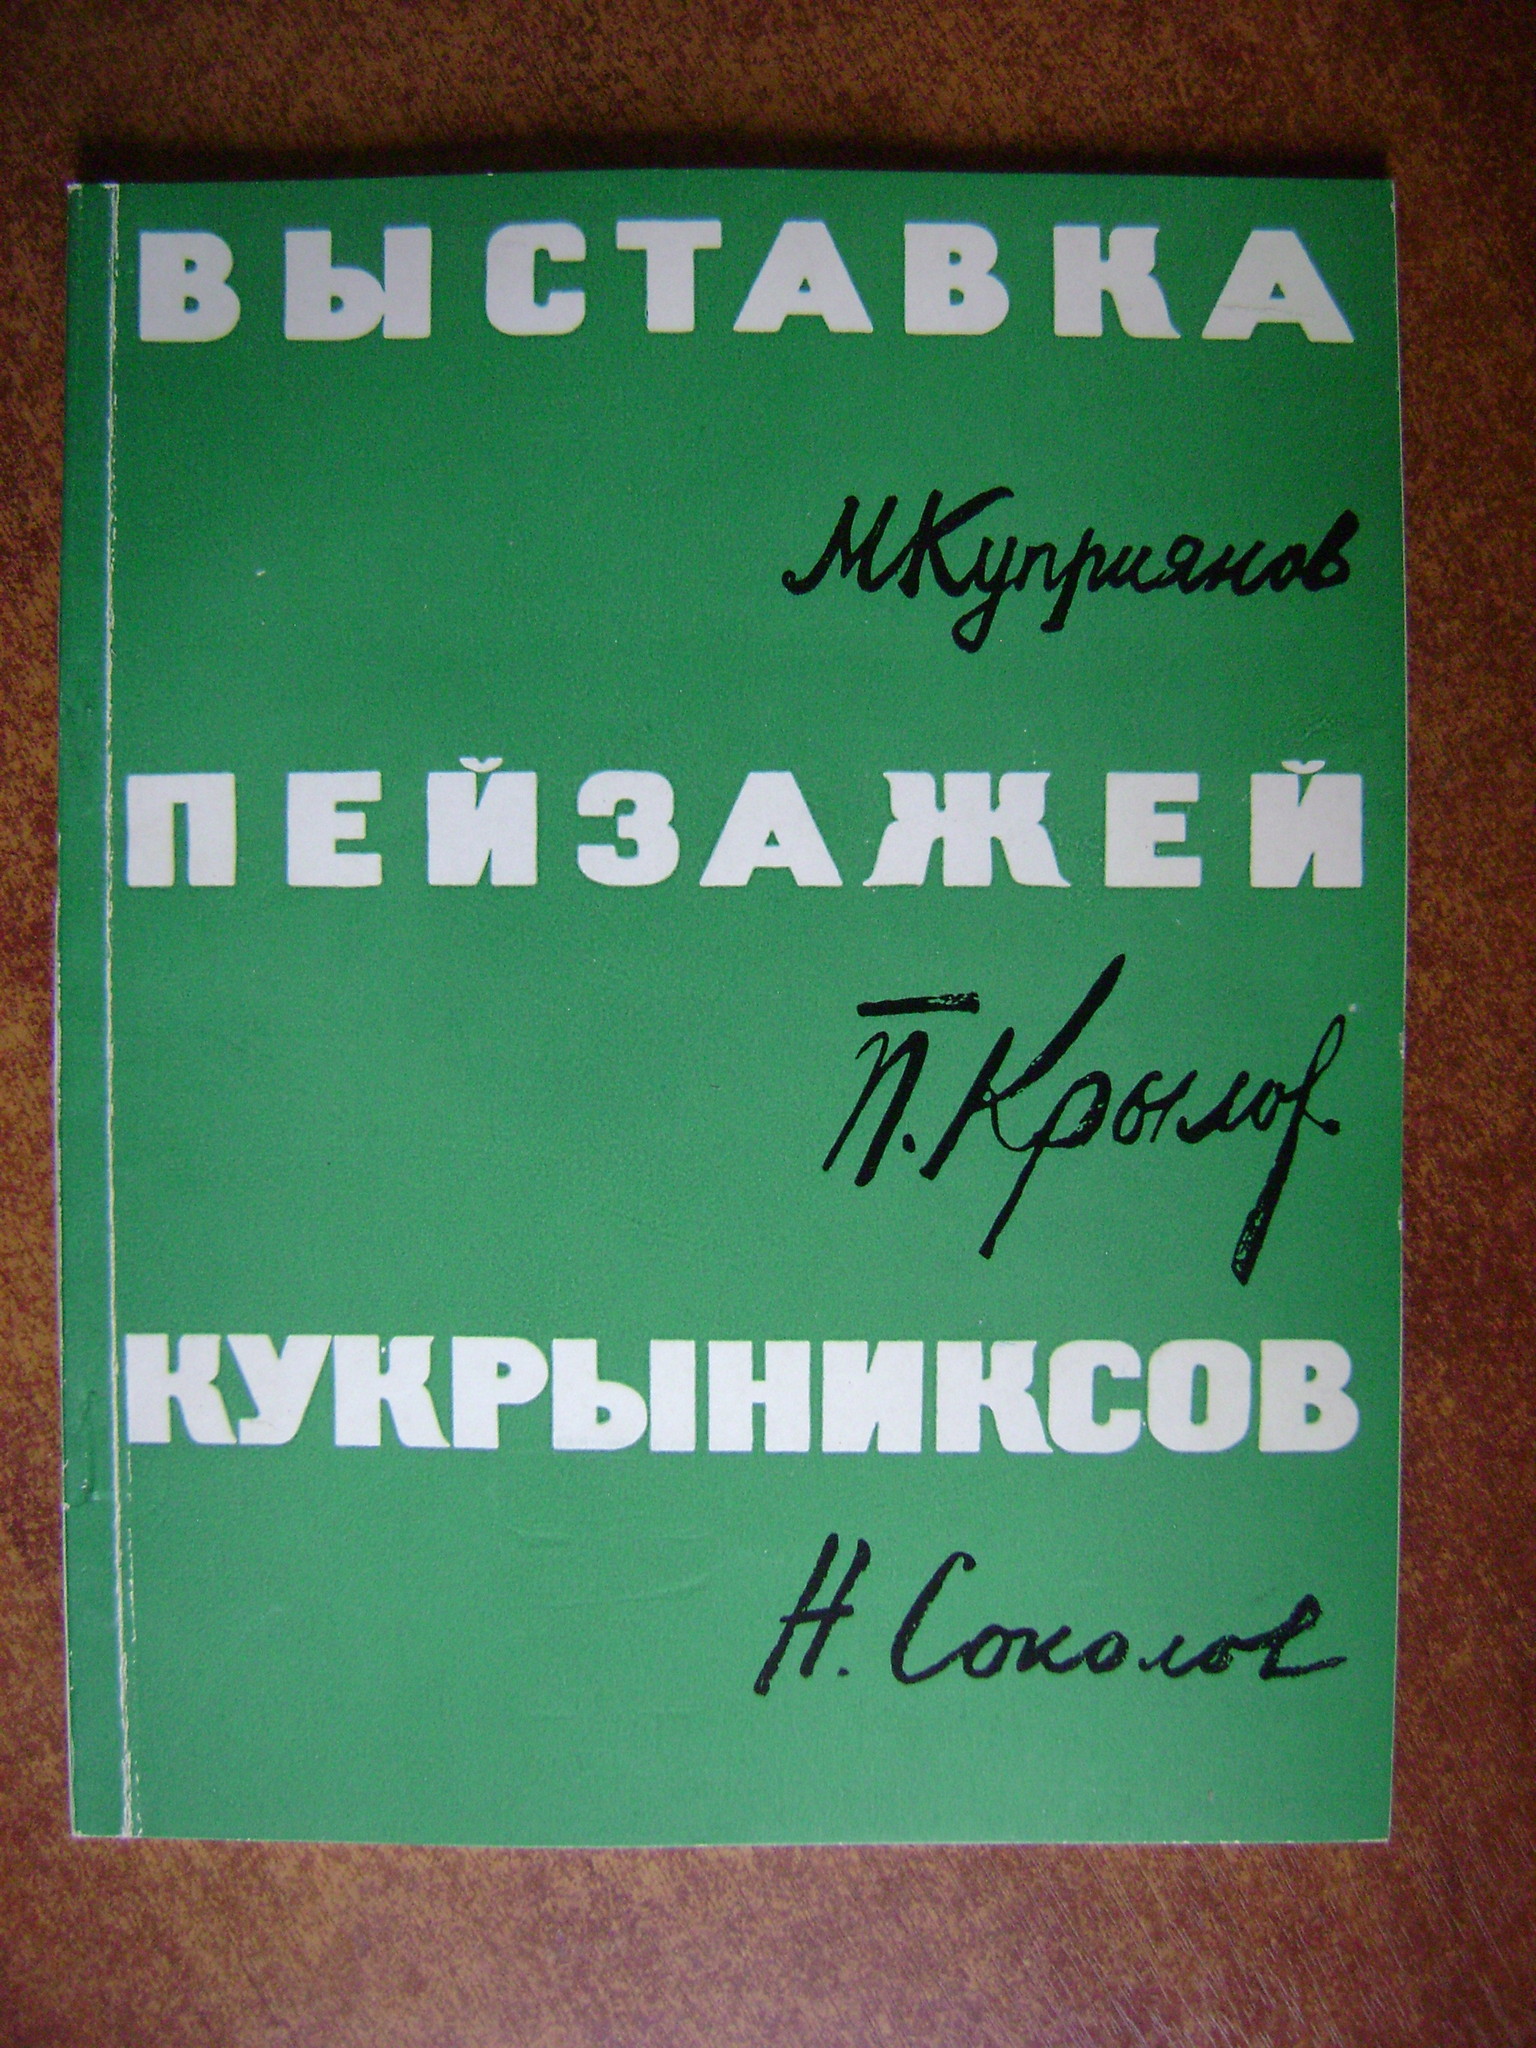 ВЫСТАВКА
М Куприянов
ПЕЙЗАЖЕЙ
П. Крылов
КУКРЫНИКСОВ
Н. Соколов